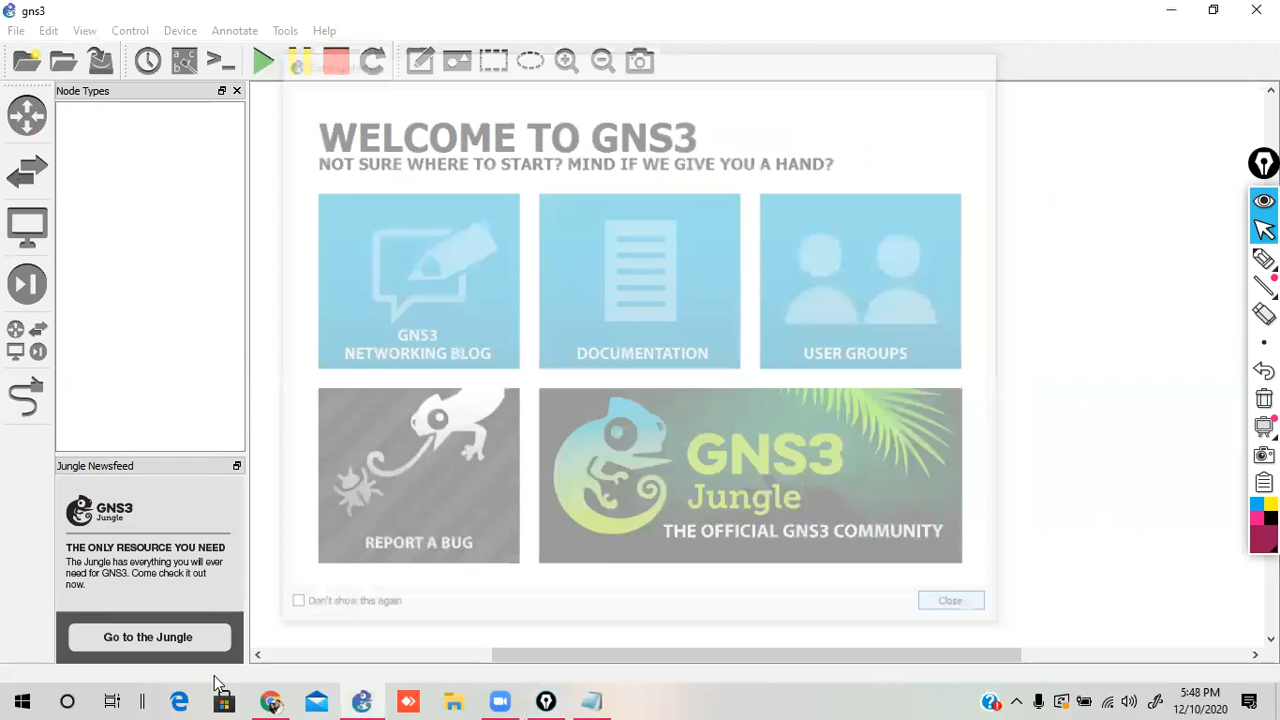 gns3
File Edit View Control Device Annotate Tools Help
Node Types
WELCOME TO GNS3
NOT SURE WHERE TO START? MIND IF WE GIVE YOU A HAND?
GNS3
NETWORKING BLOG
DOCUMENTATION
USER GROUPS
REPORT A BUG
GNS3
Jungle
THE OFFICIAL GNS3 COMMUNITY
Don't show this again
Close
Jungle Newsfeed
GNS3
Jungle
THE ONLY RESOURCE YOU NEED
The Jungle has everything you will ever
need for GNS3. Come check it out
now.
Go to the Jungle
5:48 PM
12/10/2020